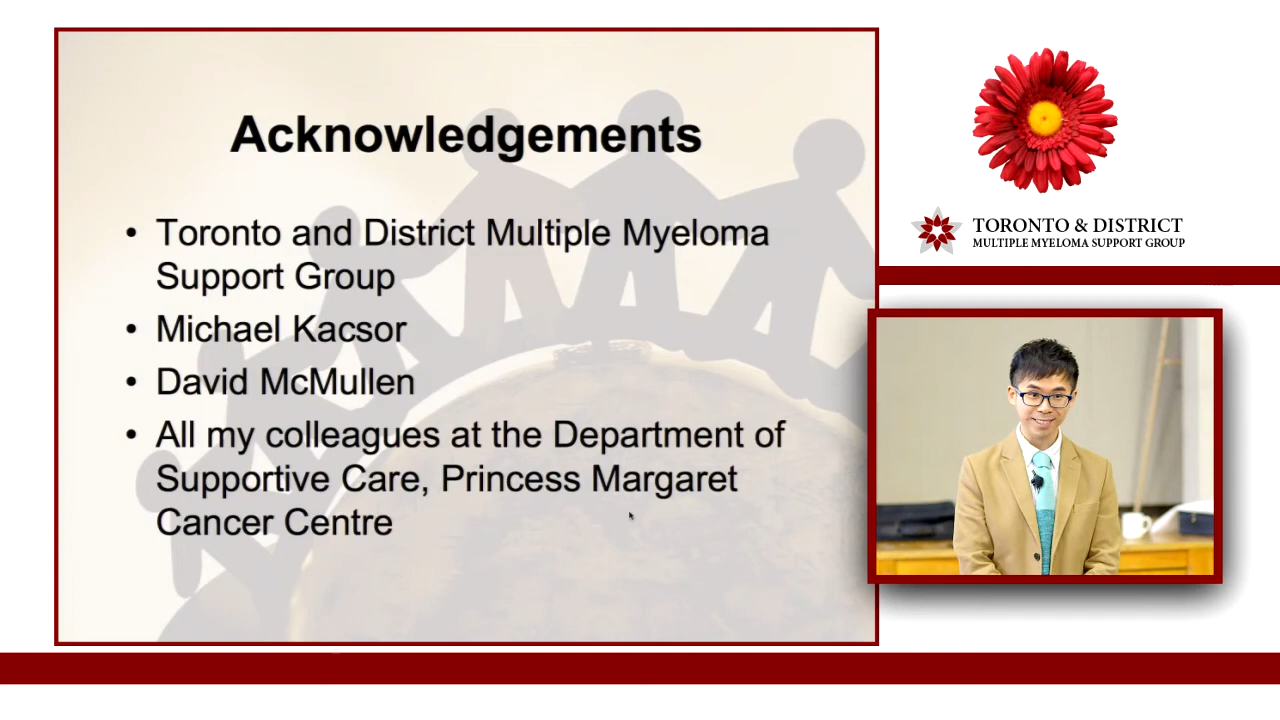 Acknowledgements
• Toronto and District Multiple Myeloma
Support Group
• Michael Kacsor
• David McMullen
• All my colleagues at the Department of
Supportive Care, Princess Margaret
Cancer Centre
TORONTO & DISTRICT
MULTIPLE MYELOMA SUPPORT GROUP